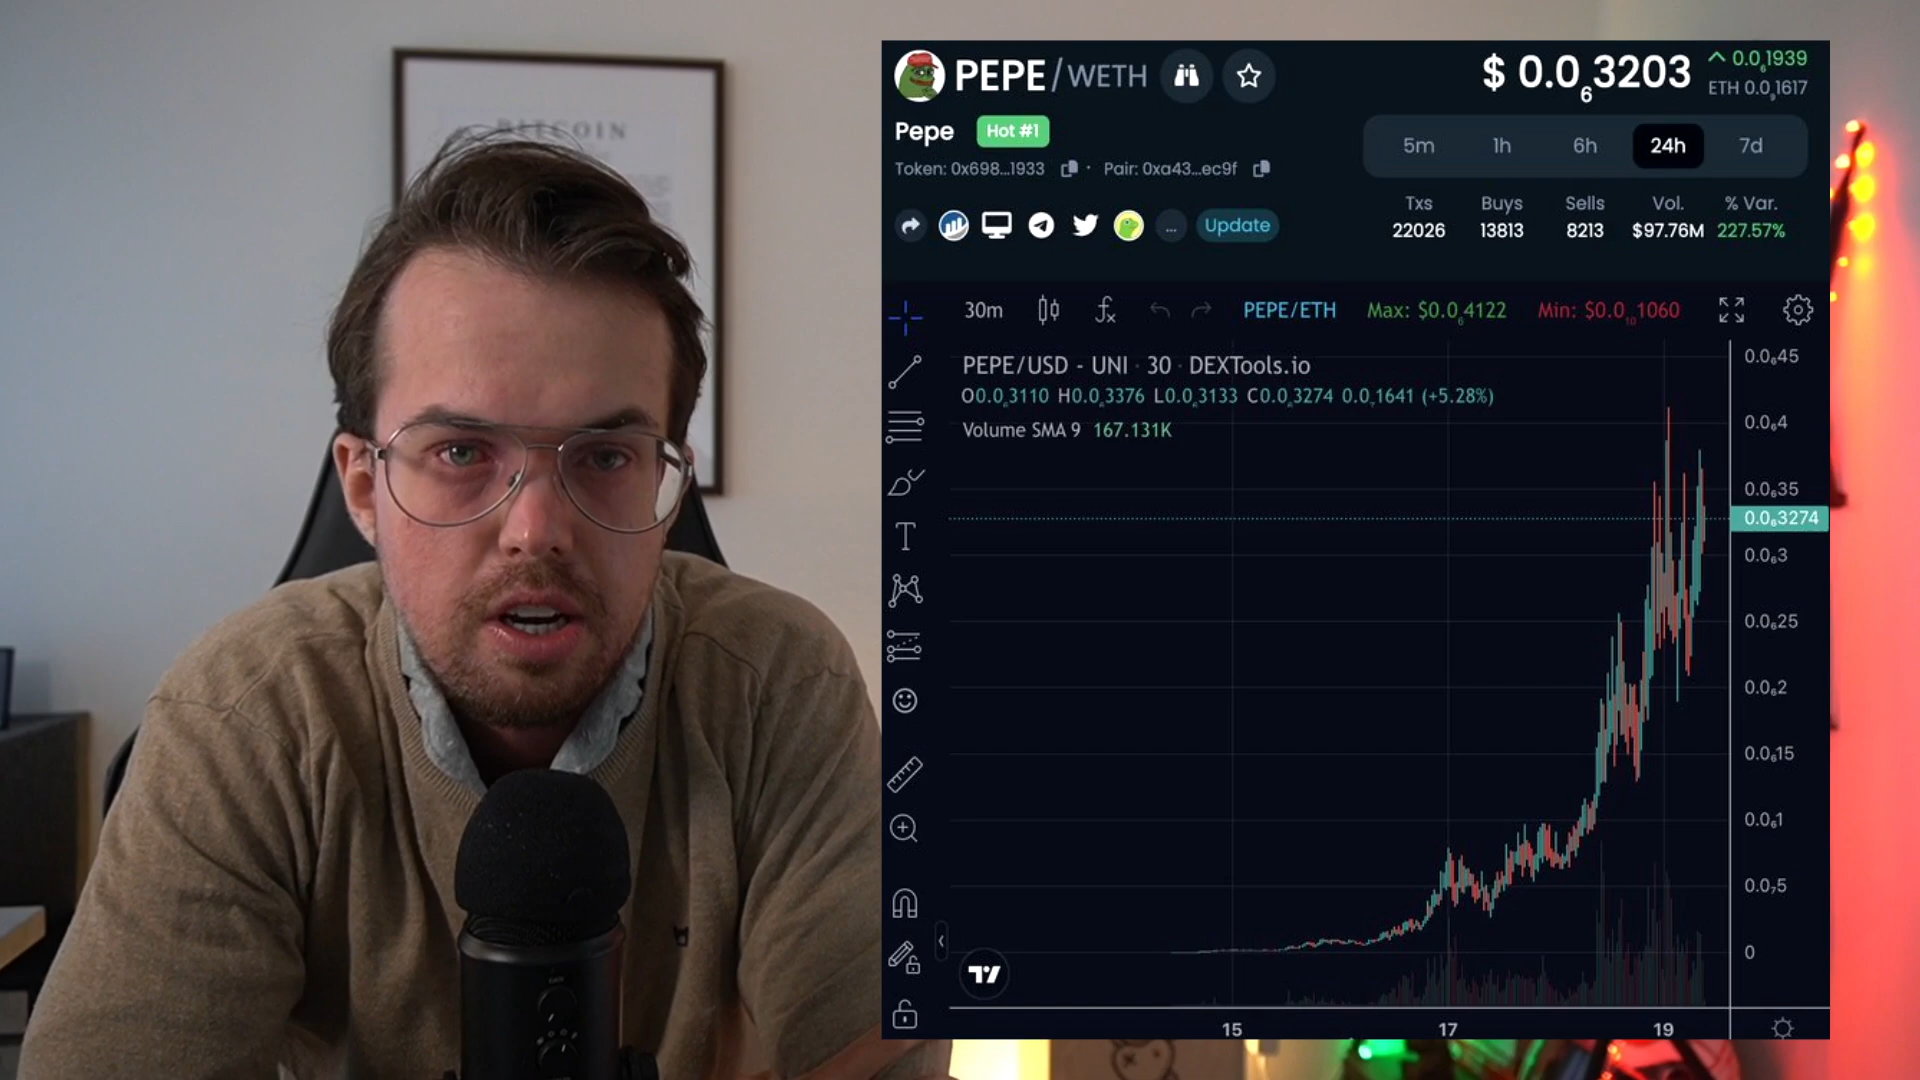 BITCOIN
PEPE/WETH
$ 0.0₆3203
0.0₆1939
ETH 0.0₉1617
Pepe
Hot #1
5m 1h 6h 24h 7d
Token: 0x698...1933 · Pair: 0xa43...ec9f
Txs Buys Sells Vol. % Var.
22026 13813 8213 $97.76M 227.57%
... Update
30m PEPE/ETH Max: $0.0₆4122 Min: $0.0₁₀1060
PEPE/USD - UNI · 30 · DEXTools.io
O0.0₆3110 H0.0₆3376 L0.0₆3133 C0.0₆3274 0.0₇1641 (+5.28%)
Volume SMA 9 167.131K
0.0₆45
0.0₆4
0.0₆35
0.0₆3274
0.0₆3
0.0₆25
0.0₆2
0.0₆15
0.0₆1
0.0₇5
0
15 17 19